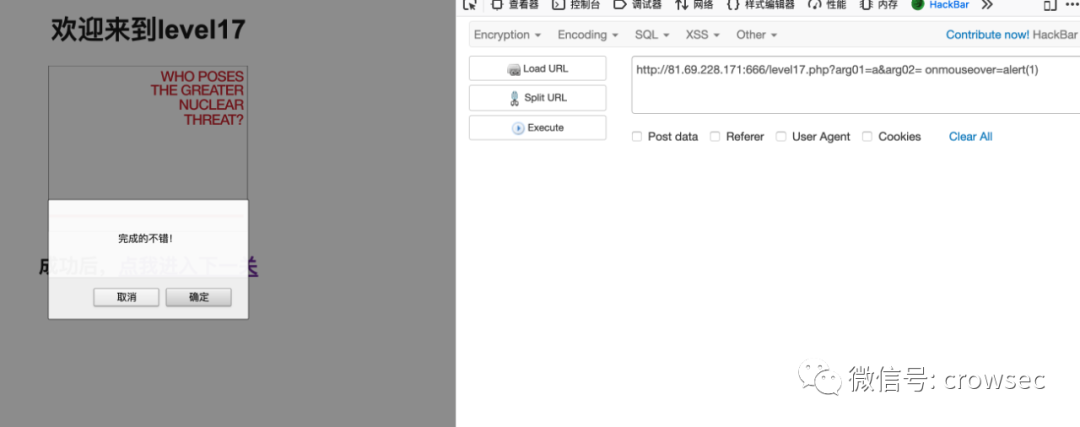 欢迎来到level17
WHO POSES
THE GREATER
NUCLEAR
THREAT?
完成的不错!
成功后，点我进入下一关
取消
确定
查看器
控制台
调试器
网络
{} 样式编辑器
性能
内存
HackBar
Encryption
Encoding
SQL
XSS
Other
Contribute now! HackBar
Load URL
Split URL
Execute
http://81.69.228.171:666/level17.php?arg01=a&arg02= onmouseover=alert(1)
Post data
Referer
User Agent
Cookies
Clear All
微信号: crowsec